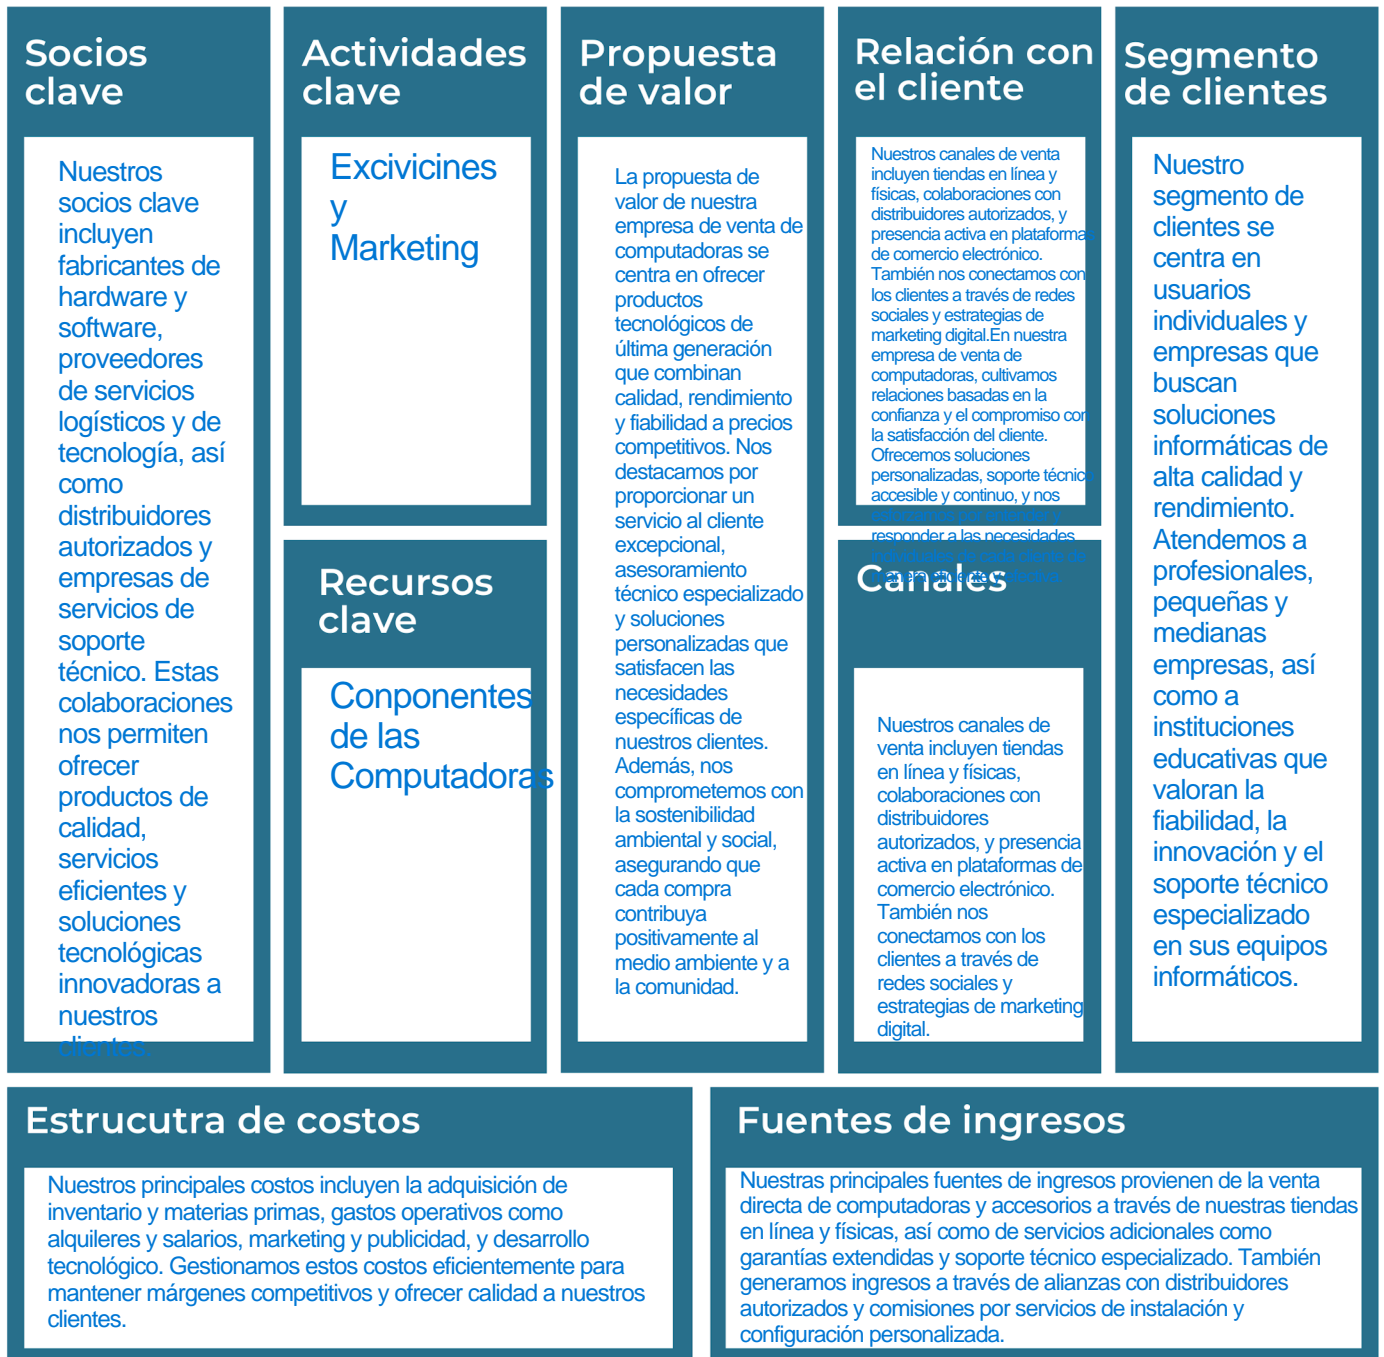 Socios
clave
Nuestros
socios clave
incluyen
fabricantes de
hardware y
software,
proveedores
de servicios
logísticos y de
tecnología, así
como
distribuidores
autorizados y
empresas de
servicios de
soporte
técnico. Estas
colaboraciones
nos permiten
ofrecer
productos de
calidad,
servicios
eficientes y
soluciones
tecnológicas
innovadoras a
nuestros
clientes.
Actividades
clave
Excivicines
y
Marketing
Recursos
clave
Conponentes
de las
Computadoras
Propuesta
de valor
La propuesta de
valor de nuestra
empresa de venta de
computadoras se
centra en ofrecer
productos
tecnológicos de
última generación
que combinan
calidad, rendimiento
y fiabilidad a precios
competitivos. Nos
destacamos por
proporcionar un
servicio al cliente
excepcional,
asesoramiento
técnico especializado
y soluciones
personalizadas que
satisfacen las
necesidades
específicas de
nuestros clientes.
Además, nos
comprometemos con
la sostenibilidad
ambiental y social,
asegurando que
cada compra
contribuya
positivamente al
medio ambiente y a
la comunidad.
Relación con
el cliente
Nuestros canales de venta
incluyen tiendas en línea y
físicas, colaboraciones con
distribuidores autorizados, y
presencia activa en plataformas
de comercio electrónico.
También nos conectamos con
los clientes a través de redes
sociales y estrategias de
marketing digital.En nuestra
empresa de venta de
computadoras, cultivamos
relaciones basadas en la
confianza y el compromiso con
la satisfacción del cliente.
Ofrecemos soluciones
personalizadas, soporte técnico
accesible y continuo, y nos
responder a las necesidades
Canales
Nuestros canales de
venta incluyen tiendas
en línea y físicas,
colaboraciones con
distribuidores
autorizados, y presencia
activa en plataformas de
comercio electrónico.
También nos
conectamos con los
clientes a través de
redes sociales y
estrategias de marketing
digital.
Segmento
de clientes
Nuestro
segmento de
clientes se
centra en
usuarios
individuales y
empresas que
buscan
soluciones
informáticas de
alta calidad y
rendimiento.
Atendemos a
profesionales,
pequeñas y
medianas
empresas, así
como a
instituciones
educativas que
valoran la
fiabilidad, la
innovación y el
soporte técnico
especializado
en sus equipos
informáticos.
Estrucutra de costos
Nuestros principales costos incluyen la adquisición de
inventario y materias primas, gastos operativos como
alquileres y salarios, marketing y publicidad, y desarrollo
tecnológico. Gestionamos estos costos eficientemente para
mantener márgenes competitivos y ofrecer calidad a nuestros
clientes.
Fuentes de ingresos
Nuestras principales fuentes de ingresos provienen de la venta
directa de computadoras y accesorios a través de nuestras tiendas
en línea y físicas, así como de servicios adicionales como
garantías extendidas y soporte técnico especializado. También
generamos ingresos a través de alianzas con distribuidores
autorizados y comisiones por servicios de instalación y
configuración personalizada.